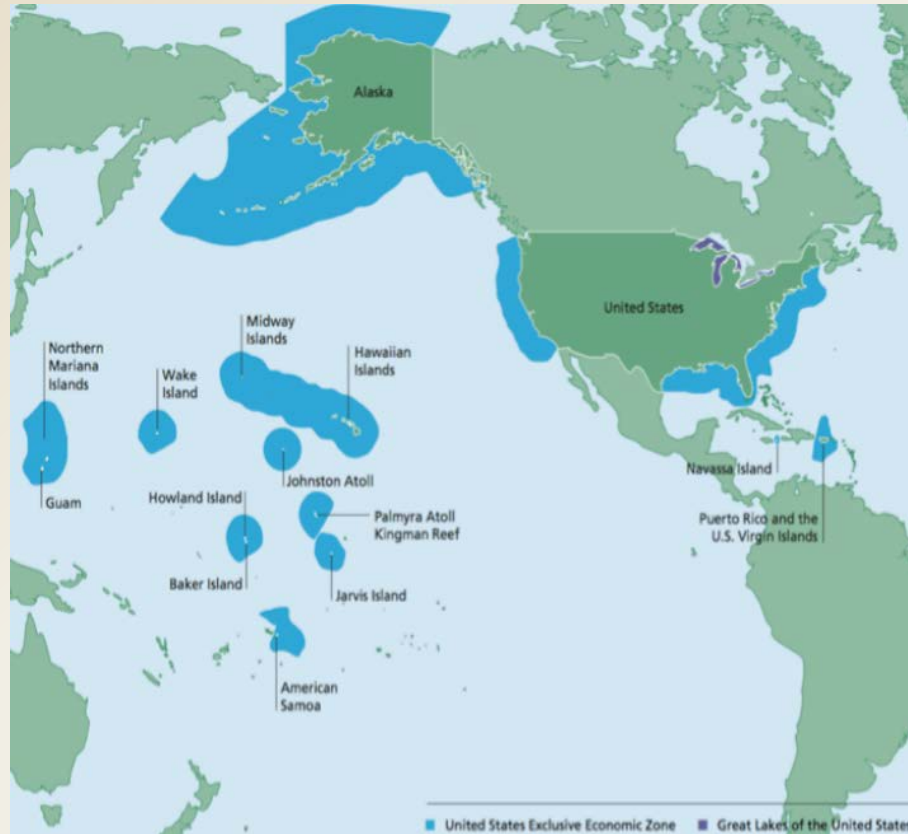 Alaska
United States
Midway
Islands
Hawaiian
Islands
Northern
Mariana
Islands
Wake
Island
Guam
Johnston Atoll
Navassa Island
Howland Island
Palmyra Atoll
Kingman Reef
Puerto Rico and the
U.S. Virgin Islands
Baker Island
Jarvis Island
American
Samoa
United States Exclusive Economic Zone
Great Lakes of the United States